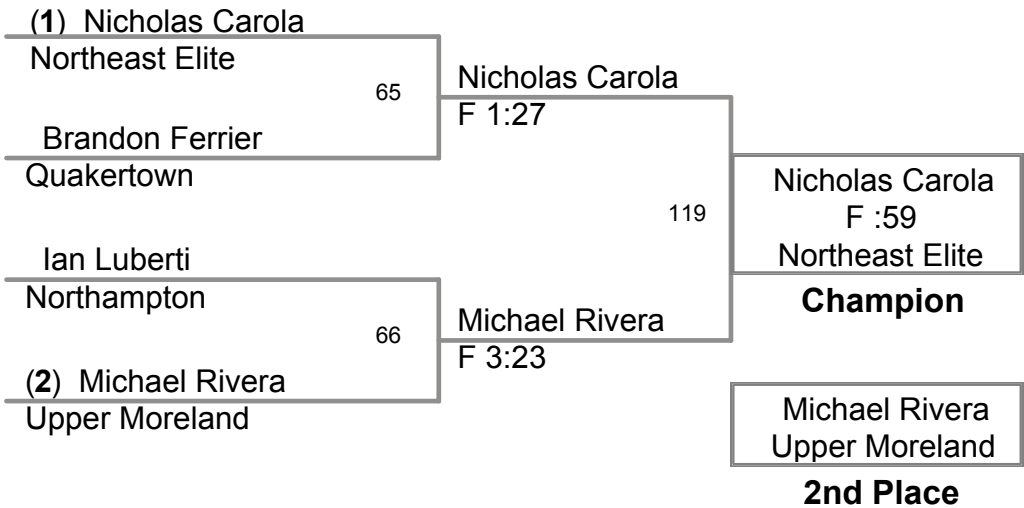 (1) Nicholas Carola
Northeast Elite
65
Brandon Ferrier
Quakertown
Ian Luberti
Northampton
66
(2) Michael Rivera
Upper Moreland
Nicholas Carola
F 1:27
119
Michael Rivera
F 3:23
Nicholas Carola
F :59
Northeast Elite
Champion
Michael Rivera
Upper Moreland
2nd Place